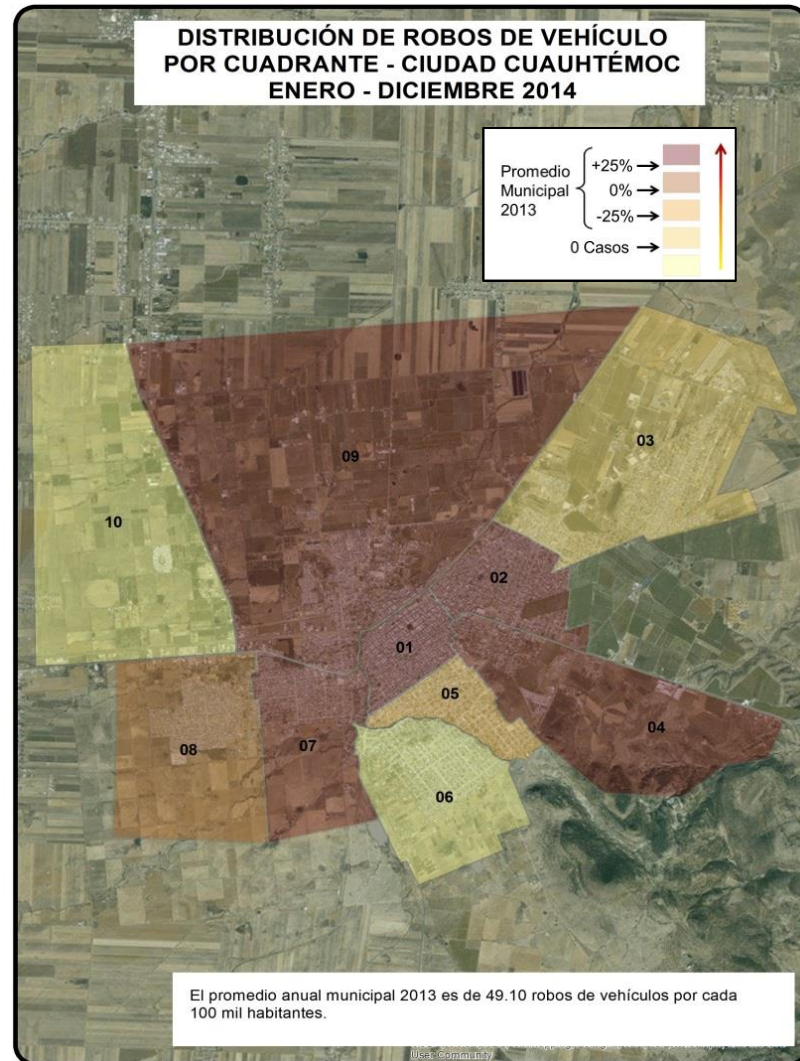 DISTRIBUCIÓN DE ROBOS DE VEHÍCULO
POR CUADRANTE - CIUDAD CUAUHTÉMOC
ENERO - DICIEMBRE 2014
Promedio
Municipal
2013
+25%
0%
-25%
0 Casos
03
09
10
02
01
05
04
08
07
06
El promedio anual municipal 2013 es de 49.10 robos de vehículos por cada
100 mil habitantes.
User Community